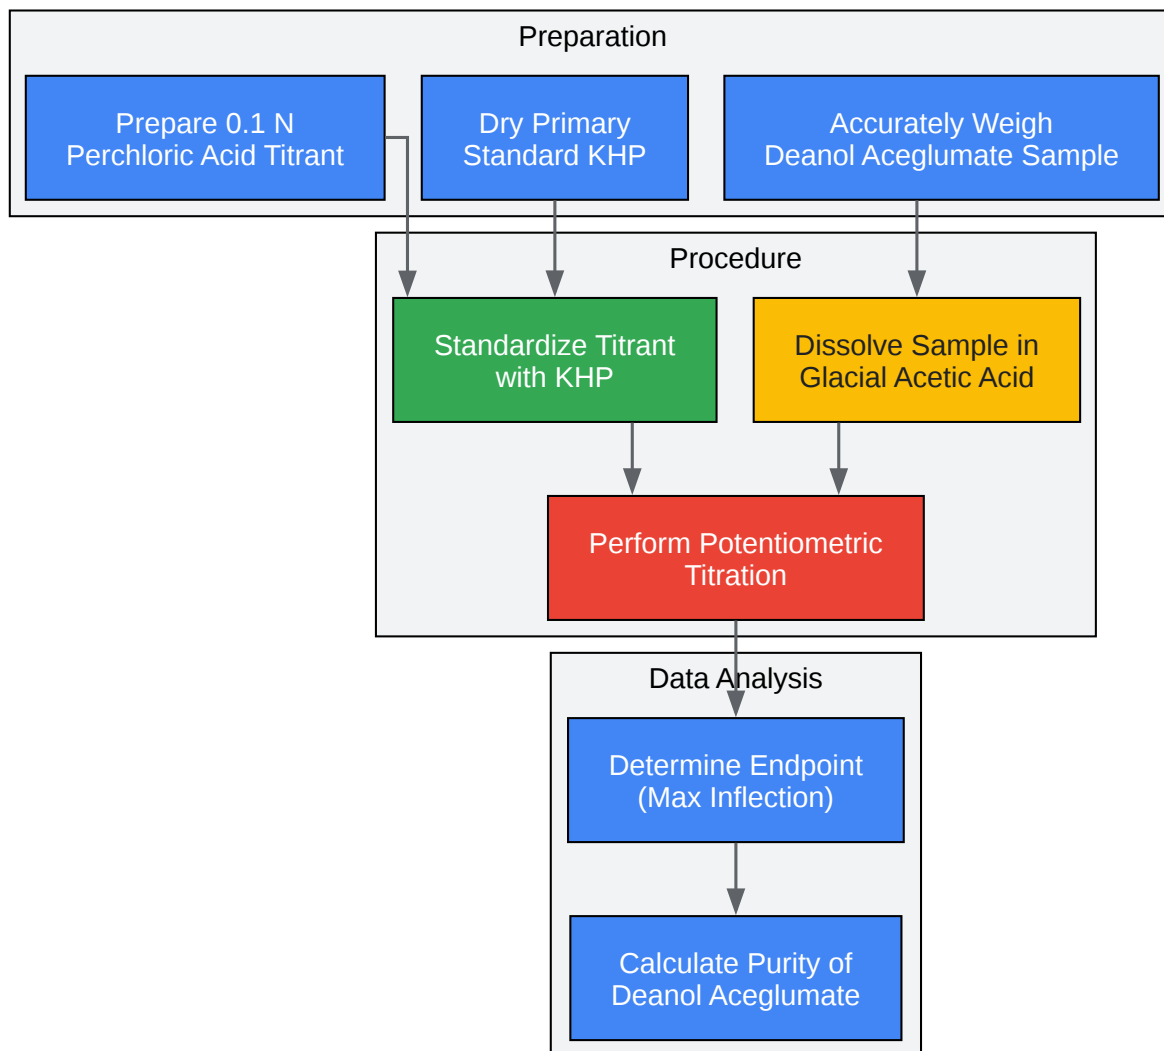 Preparation
Prepare 0.1 N
Perchloric Acid Titrant
Dry Primary
Standard KHP
Accurately Weigh
Deanol Aceglumate Sample
Procedure
Standardize Titrant
with KHP
Dissolve Sample in
Glacial Acetic Acid
Perform Potentiometric
Titration
Data Analysis
Determine Endpoint
(Max Inflection)
Calculate Purity of
Deanol Aceglumate